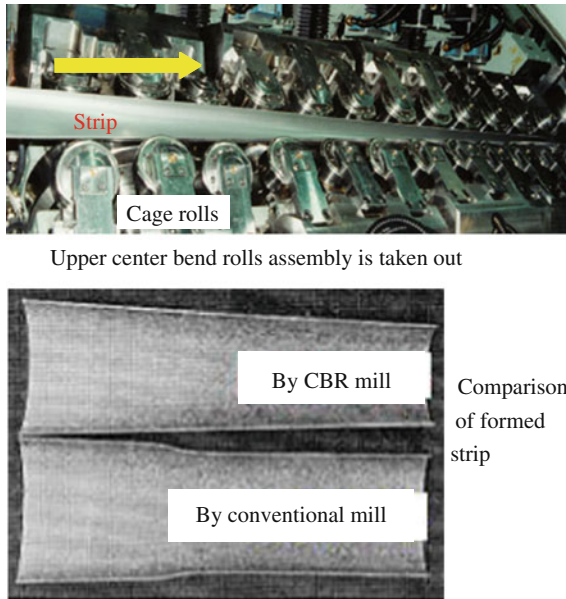 Strip
Cage rolls
Upper center bend rolls assembly is taken out
By CBR mill
Comparison
of formed
strip
By conventional mill